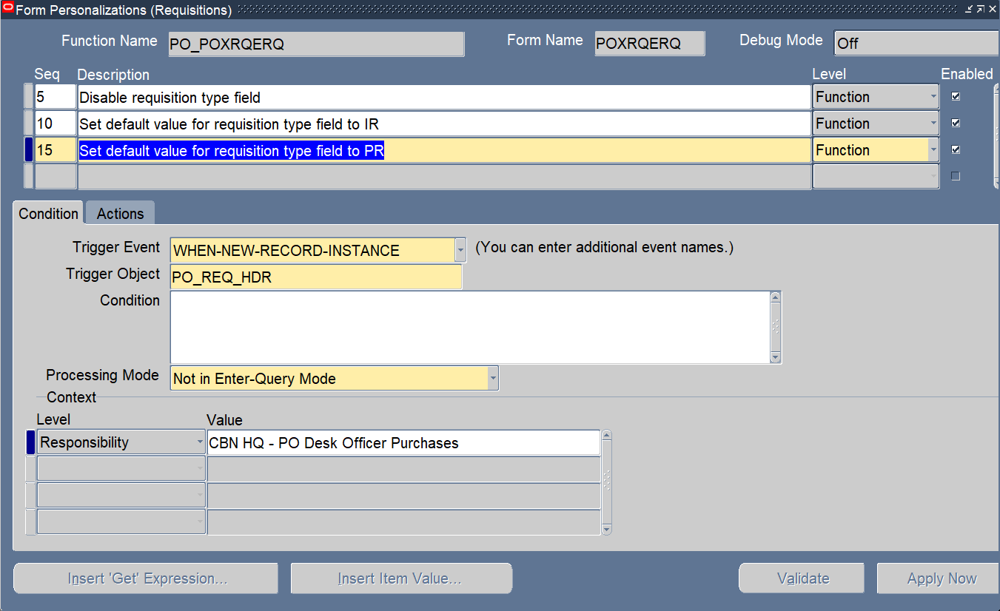 Form Personalizations (Requisitions)
Function Name PO_POXRQERQ Form Name POXRQERQ Debug Mode Off
Seq Description Level Enabled
5 Disable requisition type field Function
10 Set default value for requisition type field to IR Function
15 Set default value for requisition type field to PR Function
Condition Actions
Trigger Event WHEN-NEW-RECORD-INSTANCE (You can enter additional event names.)
Trigger Object PO_REQ_HDR
Condition
Processing Mode Not in Enter-Query Mode
Context
Level Value
Responsibility CBN HQ - PO Desk Officer Purchases
Insert 'Get' Expression... Insert Item Value... Validate Apply Now